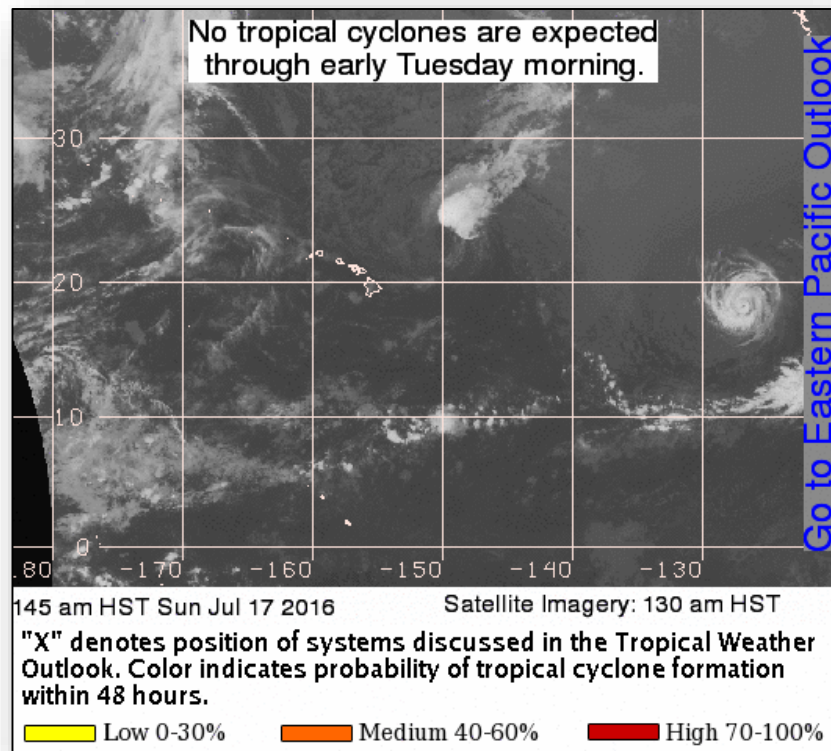 No tropical cyclones are expected
through early Tuesday morning.
Go to Eastern Pacific Outlook
30
20
10
0
.80 -170 -160 -150 -140 -130
145 am HST Sun Jul 17 2016 Satellite Imagery: 130 am HST
"X" denotes position of systems discussed in the Tropical Weather
Outlook. Color indicates probability of tropical cyclone formation
within 48 hours.
Low 0-30% Medium 40-60% High 70-100%